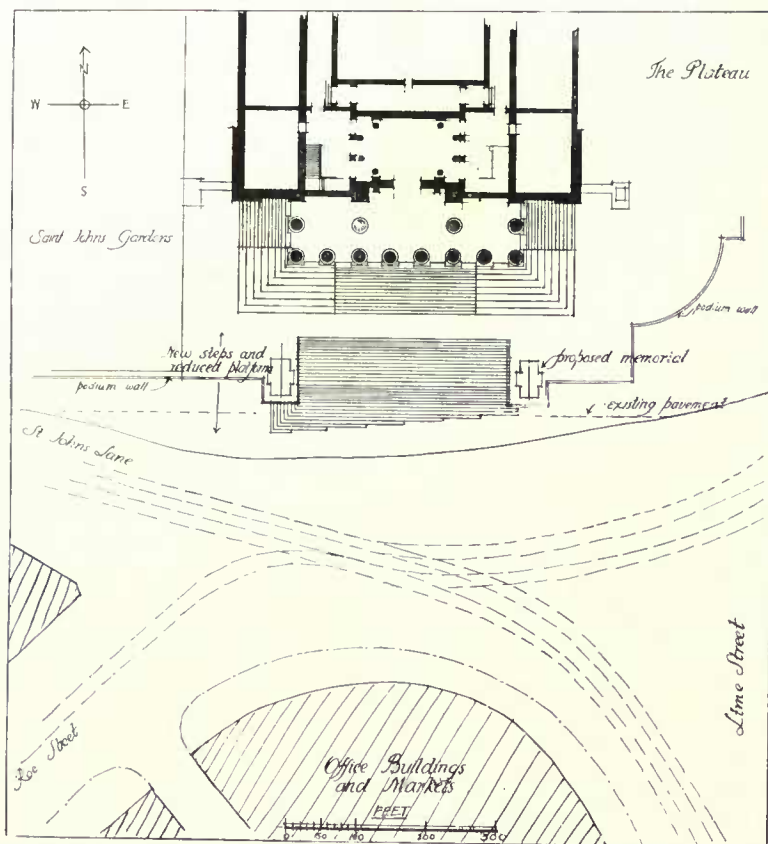 The Plateau
N
W E
S
Saint Johns Gardens
podium wall
New steps and
reduced platform
proposed memorial
podium wall
existing pavement
St Johns Lane
Lime Street
Roe Street
Office Buildings
and Markets
FEET
0 50 100 200 300